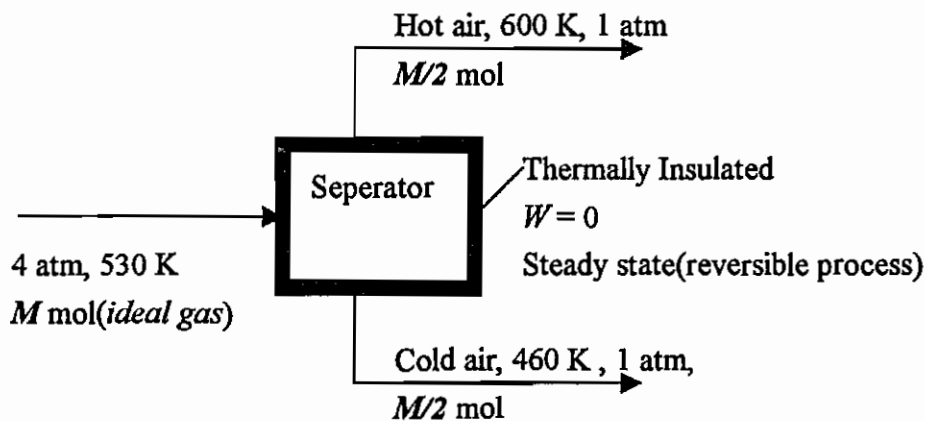 Hot air, 600 K, 1 atm
M/2 mol
Seperator
Thermally Insulated
W = 0
Steady state(reversible process)
4 atm, 530 K
M mol(ideal gas)
Cold air, 460 K , 1 atm,
M/2 mol